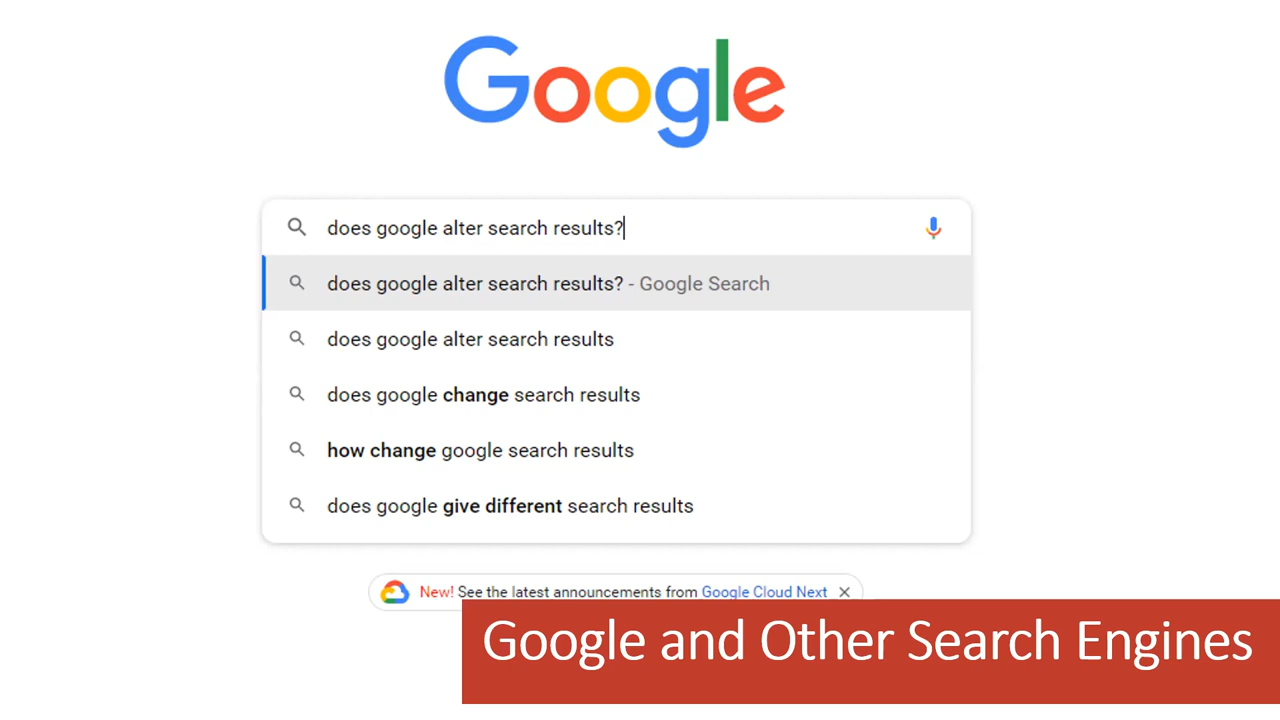 Google
does google alter search results?
does google alter search results? - Google Search
does google alter search results
does google change search results
how change google search results
does google give different search results
New! See the latest announcements from Google Cloud Next
Google and Other Search Engines